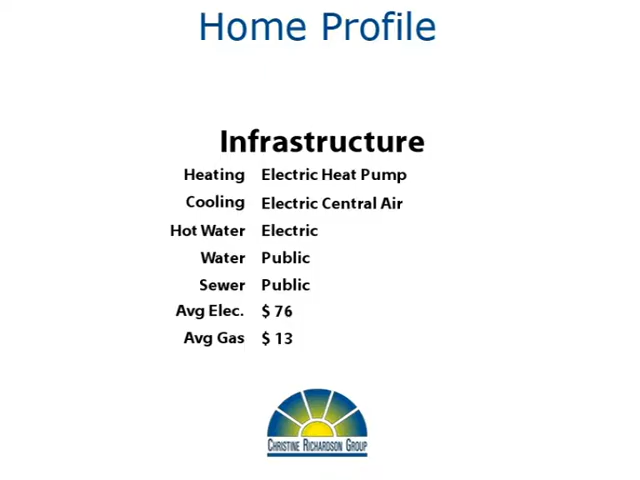 Home Profile
Infrastructure
Heating Electric Heat Pump
Cooling Electric Central Air
Hot Water Electric
Water Public
Sewer Public
Avg Elec. $ 76
Avg Gas $ 13
Christine Richardson Group